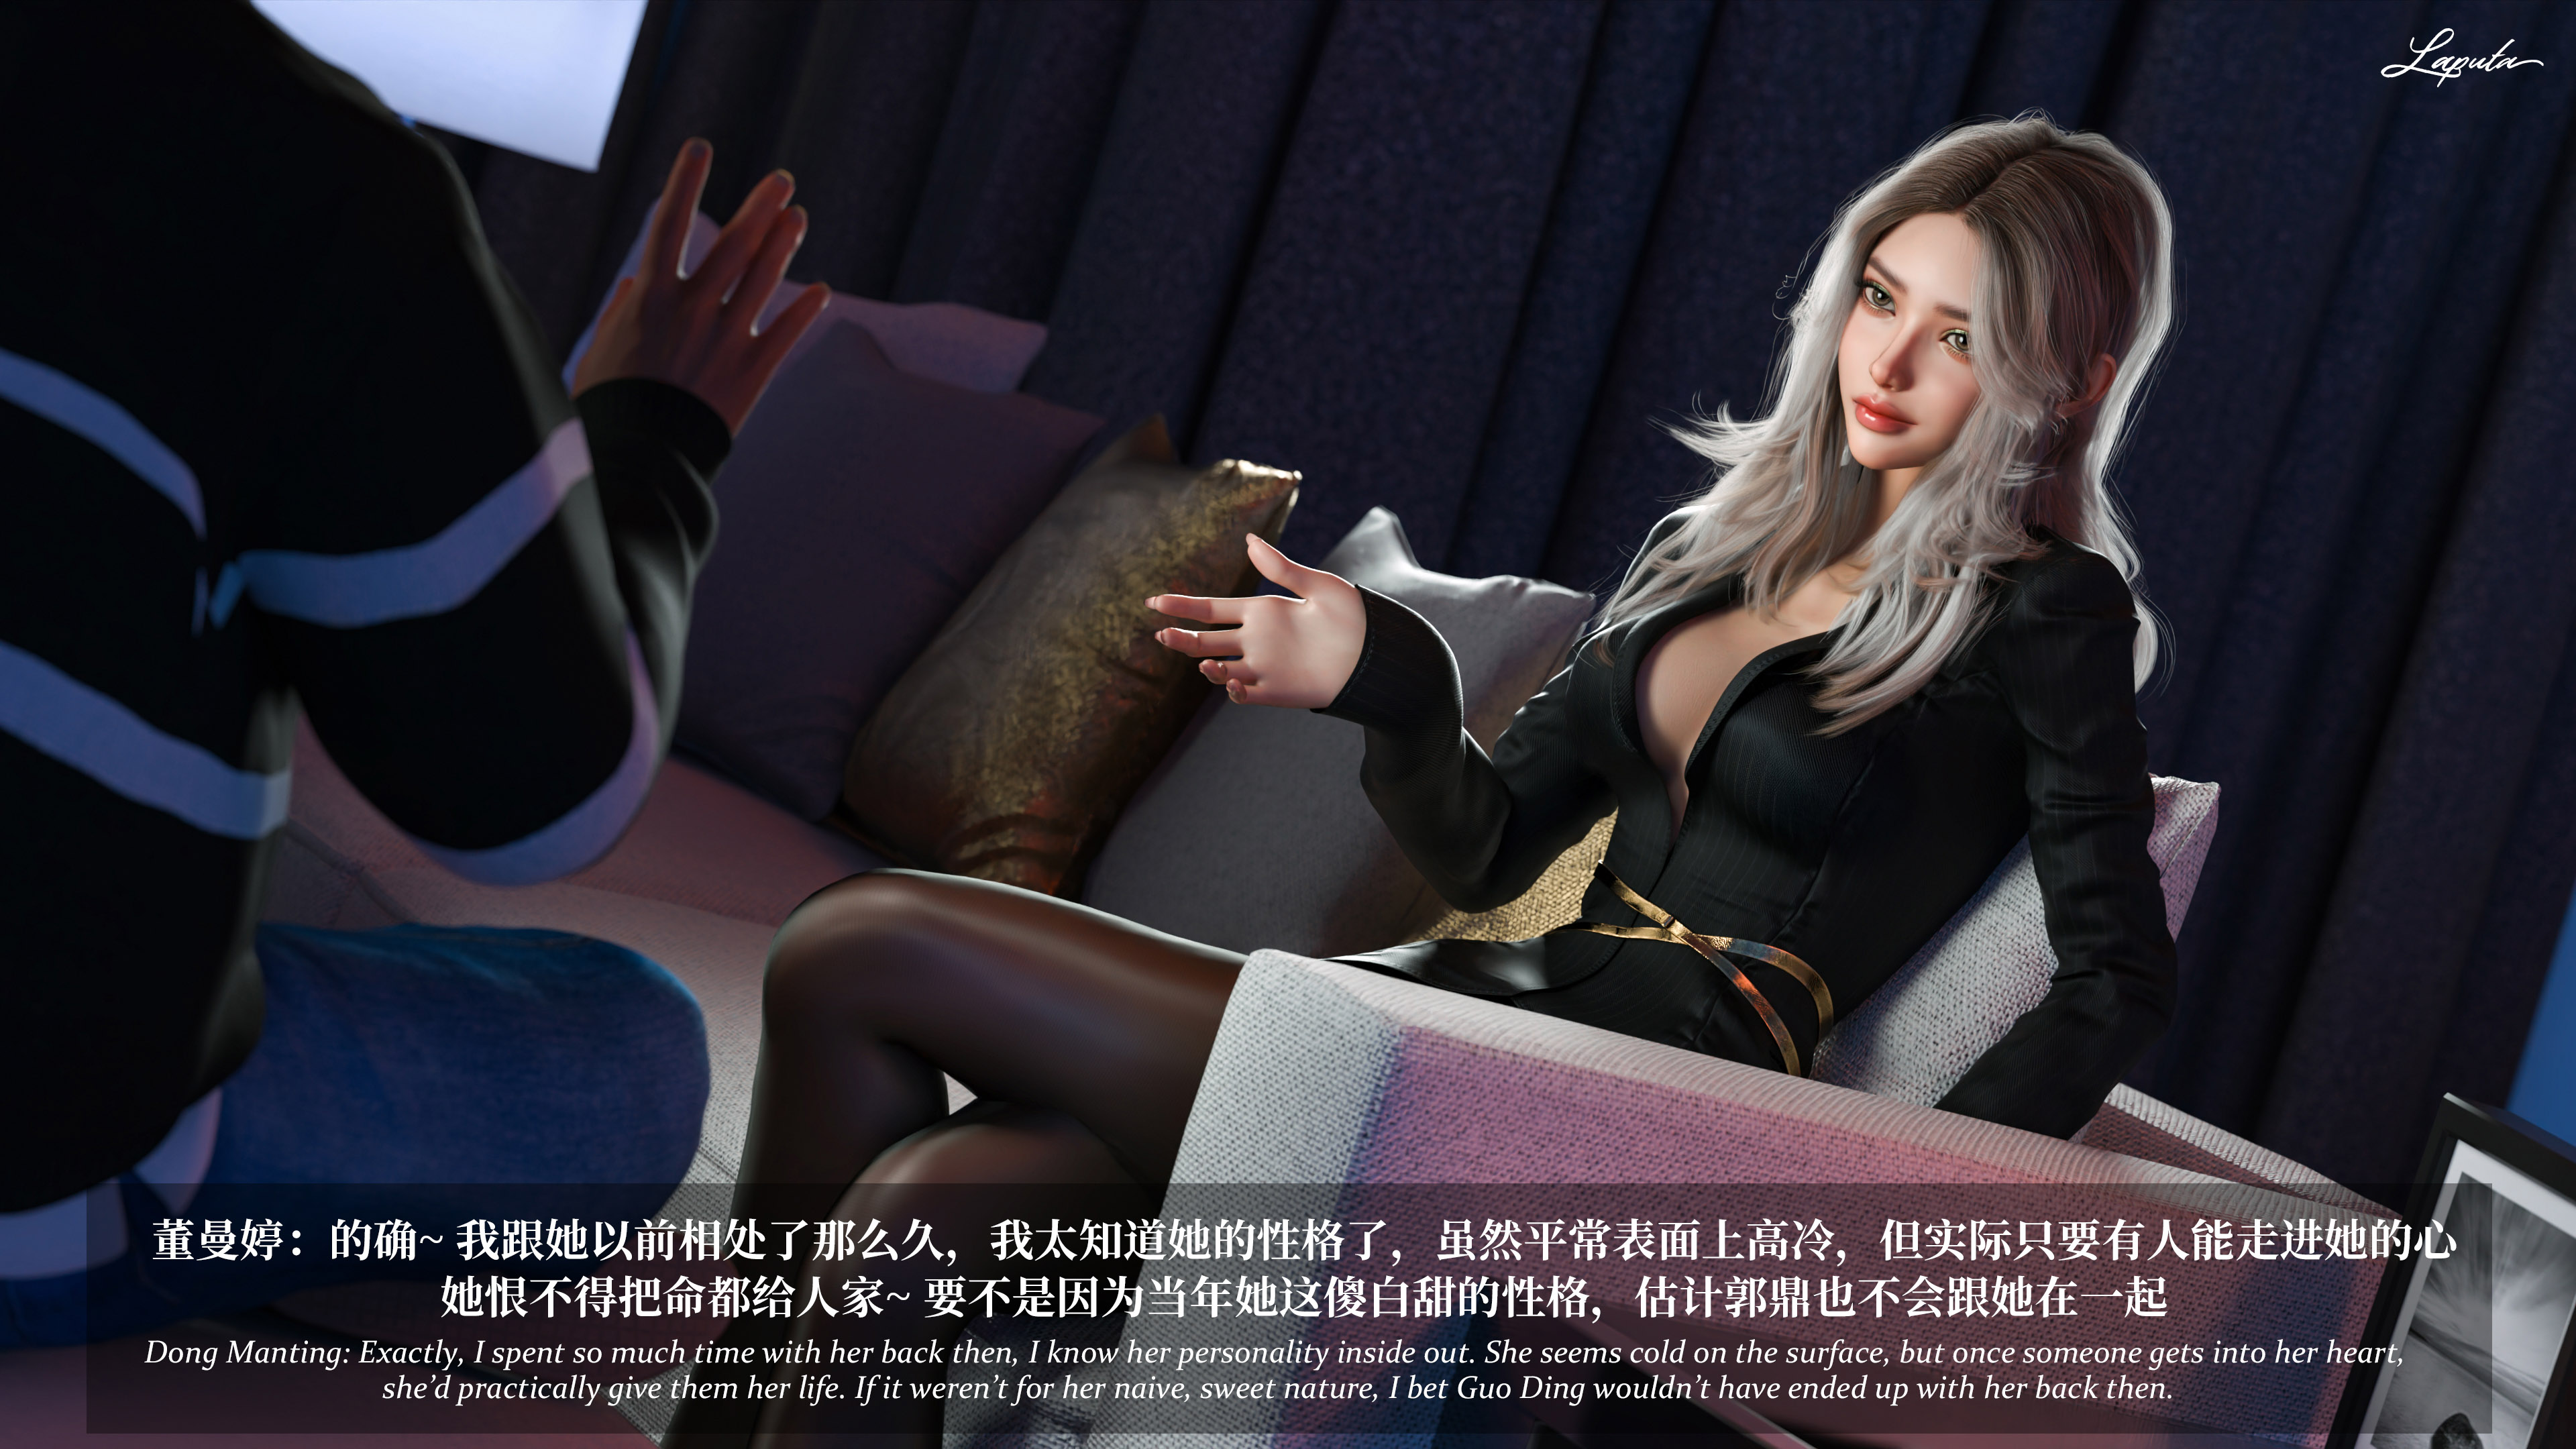 Laputa
董曼婷：的确~ 我跟她以前相处了那么久，我太知道她的性格了，虽然平常表面上高冷，但实际只要有人能走进她的心
她恨不得把命都给人家~ 要不是因为当年她这傻白甜的性格，估计郭鼎也不会跟她在一起
Dong Manting: Exactly, I spent so much time with her back then, I know her personality inside out. She seems cold on the surface, but once someone gets into her heart,
she’d practically give them her life. If it weren’t for her naive, sweet nature, I bet Guo Ding wouldn’t have ended up with her back then.